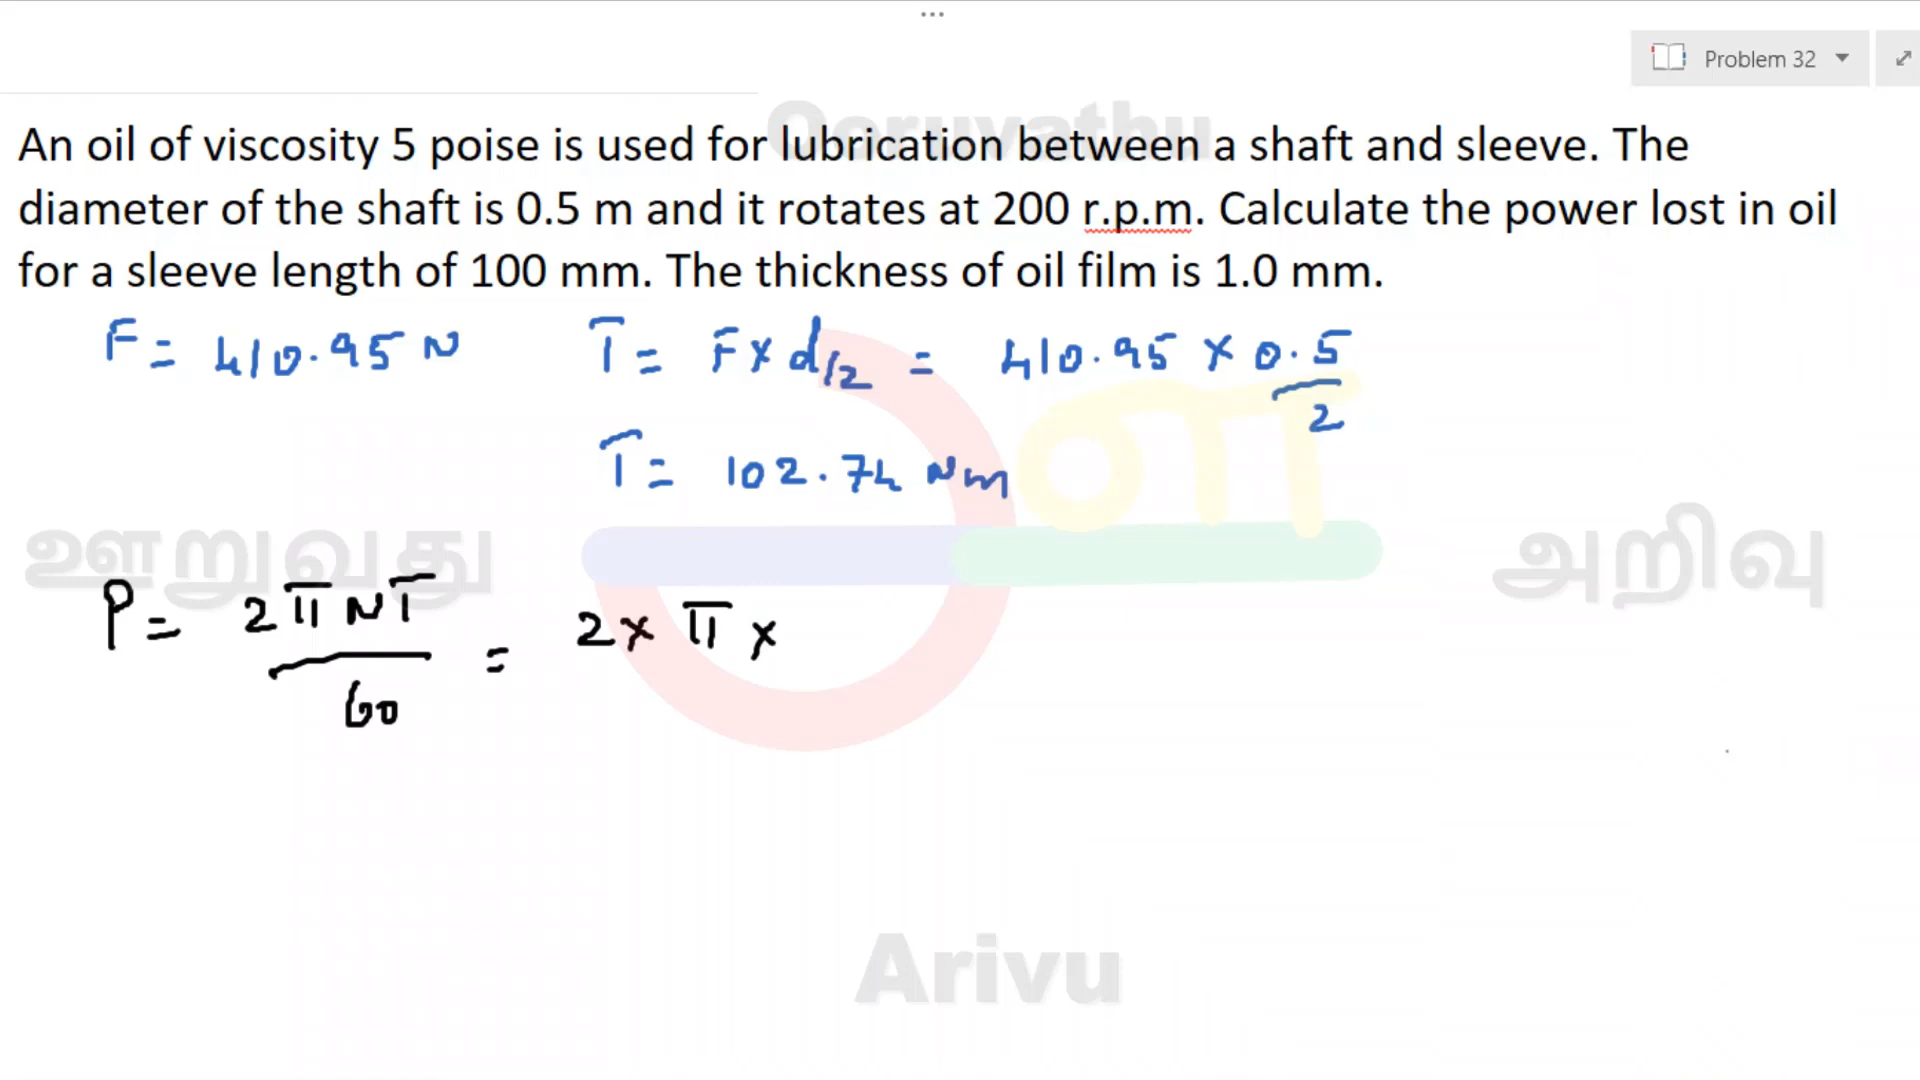 ...
Problem 32
Ooruvathu
An oil of viscosity 5 poise is used for lubrication between a shaft and sleeve. The
diameter of the shaft is 0.5 m and it rotates at 200 r.p.m. Calculate the power lost in oil
for a sleeve length of 100 mm. The thickness of oil film is 1.0 mm.
F = 410.95 N   T = F x d/2 = 410.95 x 0.5/2
T = 102.74 Nm
ஊறுவது அறிவு
P = 2πNT/60 = 2 x π x
Arivu